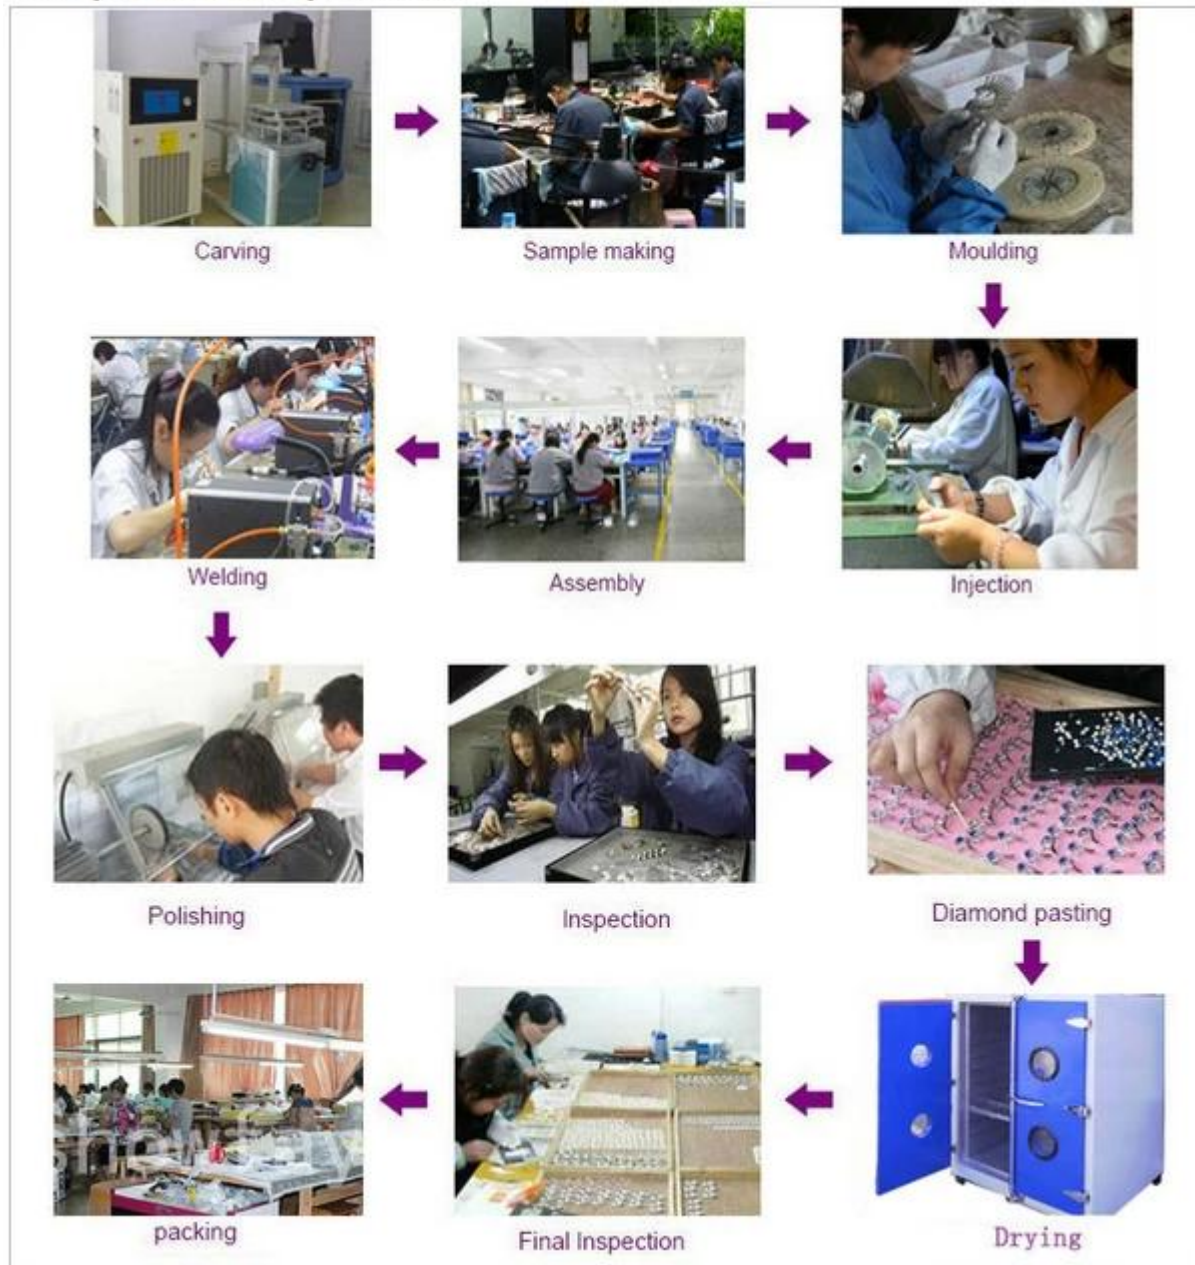 Carving
Sample making
Moulding
Injection
Assembly
Welding
Polishing
Inspection
Diamond pasting
Drying
Final Inspection
packing